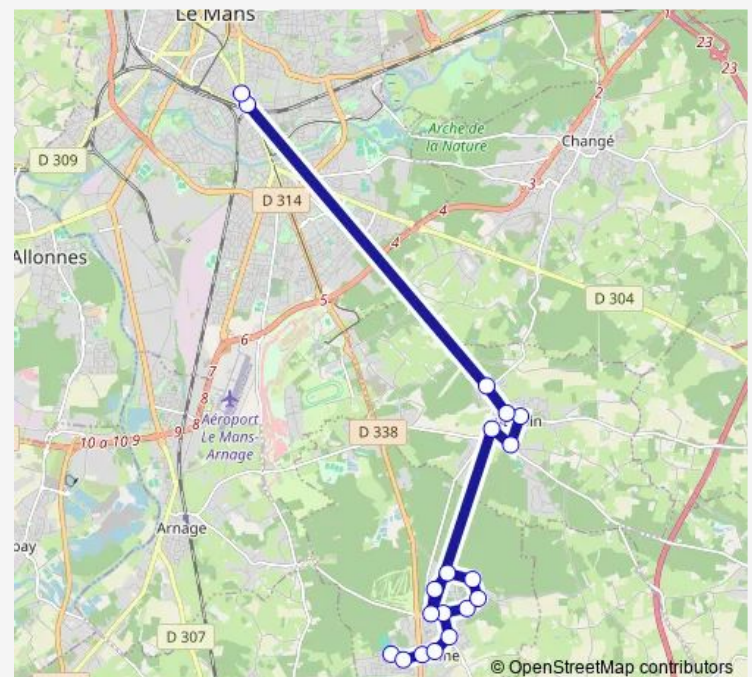 Le Mans
1
23
23
2
Arche de
la Nature
Changé
D 309
3
D 314
4
4
Allonnes
5
D 304
6
7
8
8
Aéroport
Le Mans-
Arnage
D 338
10 a 10 9
9
Arnage
D 307
© OpenStreetMap contributors